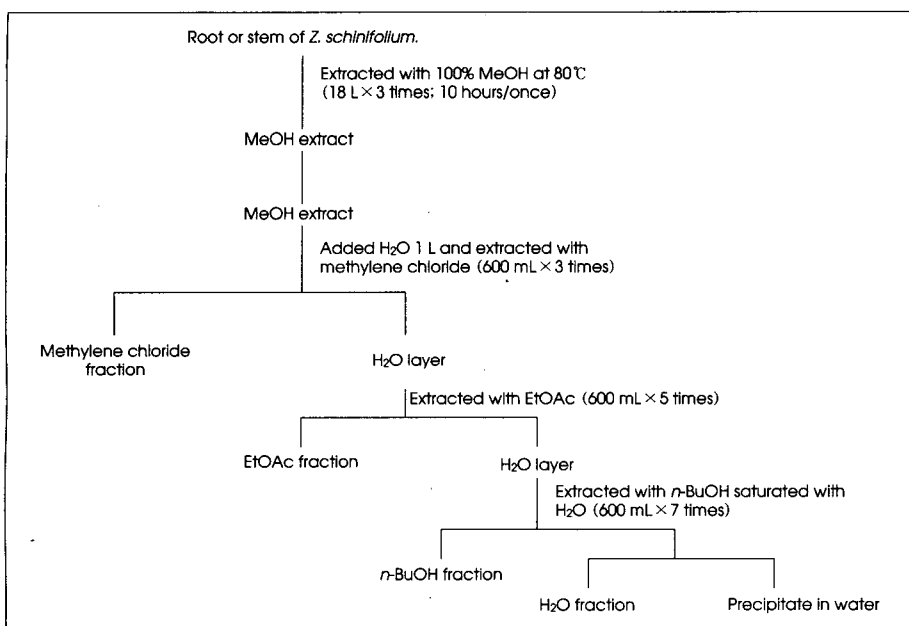 Root or stem of Z. schinifolium.
Extracted with 100% MeOH at 80℃
(18 L×3 times; 10 hours/once)
MeOH extract
MeOH extract
Added H₂O 1 L and extracted with
methylene chloride (600 mL×3 times)
Methylene chloride
fraction
H₂O layer
Extracted with EtOAc (600 mL×5 times)
EtOAc fraction
H₂O layer
Extracted with n-BuOH saturated with
H₂O (600 mL×7 times)
n-BuOH fraction
H₂O fraction
Precipitate in water